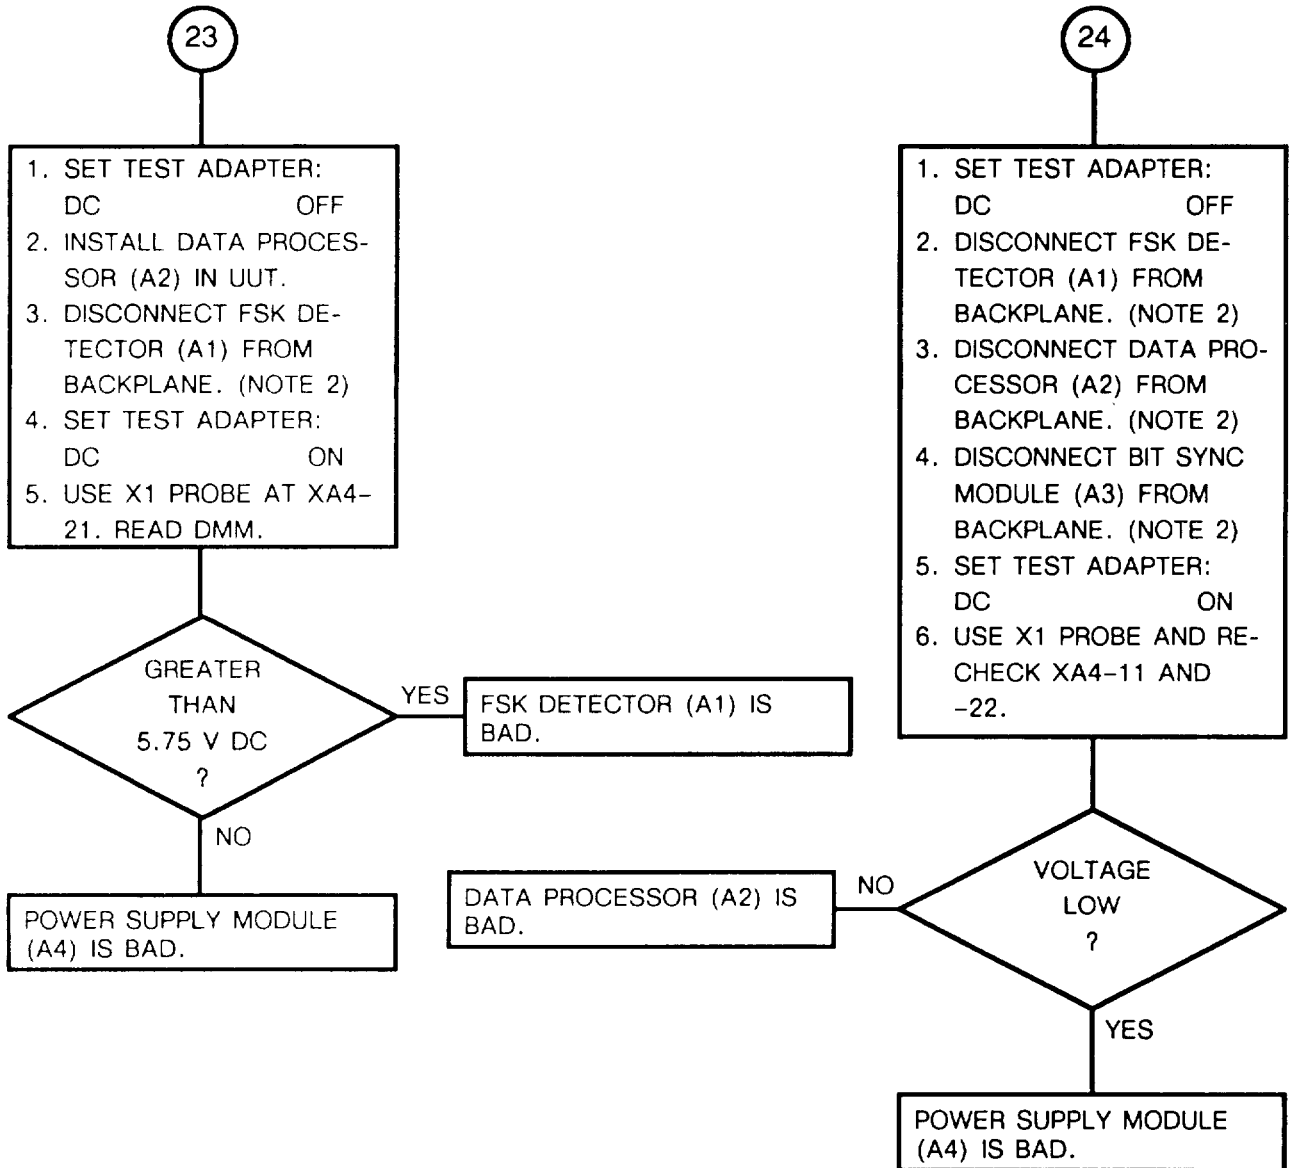 23
1. SET TEST ADAPTER:
DC OFF
2. INSTALL DATA PROCES-
SOR (A2) IN UUT.
3. DISCONNECT FSK DE-
TECTOR (A1) FROM
BACKPLANE. (NOTE 2)
4. SET TEST ADAPTER:
DC ON
5. USE X1 PROBE AT XA4-
21. READ DMM.
GREATER
THAN
5.75 V DC
?
YES
FSK DETECTOR (A1) IS
BAD.
NO
POWER SUPPLY MODULE
(A4) IS BAD.
24
1. SET TEST ADAPTER:
DC OFF
2. DISCONNECT FSK DE-
TECTOR (A1) FROM
BACKPLANE. (NOTE 2)
3. DISCONNECT DATA PRO-
CESSOR (A2) FROM
BACKPLANE. (NOTE 2)
4. DISCONNECT BIT SYNC
MODULE (A3) FROM
BACKPLANE. (NOTE 2)
5. SET TEST ADAPTER:
DC ON
6. USE X1 PROBE AND RE-
CHECK XA4-11 AND
-22.
VOLTAGE
LOW
?
NO
DATA PROCESSOR (A2) IS
BAD.
YES
POWER SUPPLY MODULE
(A4) IS BAD.